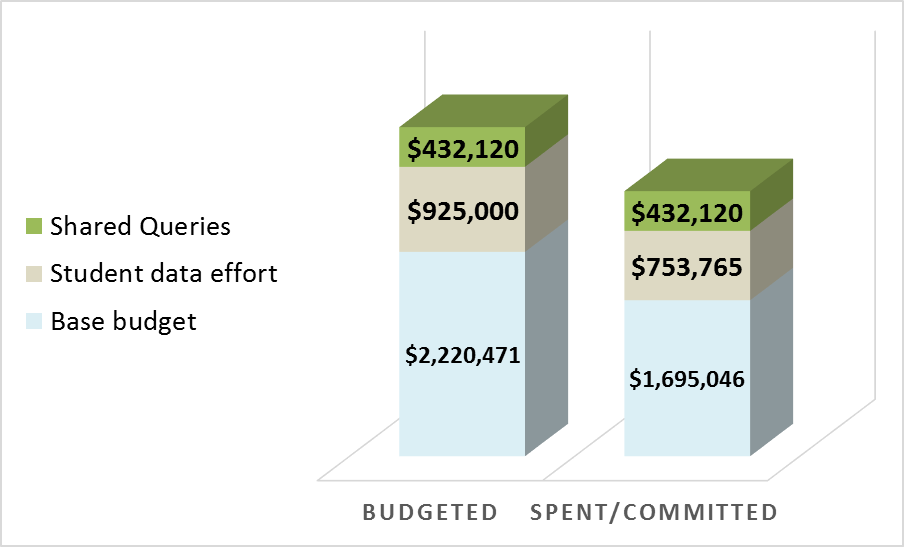 Shared Queries
Student data effort
Base budget
$432,120
$925,000
$2,220,471
$432,120
$753,765
$1,695,046
BUDGETED
SPENT/COMMITTED